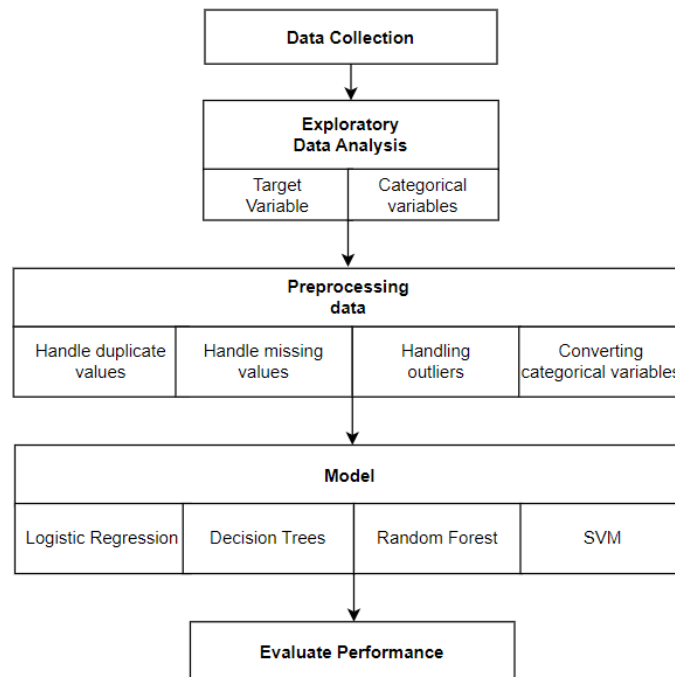 Data Collection
Exploratory
Data Analysis
Target
Variable
Categorical
variables
Preprocessing
data
Handle duplicate
values
Handle missing
values
Handling
outliers
Converting
categorical variables
Model
Logistic Regression
Decision Trees
Random Forest
SVM
Evaluate Performance